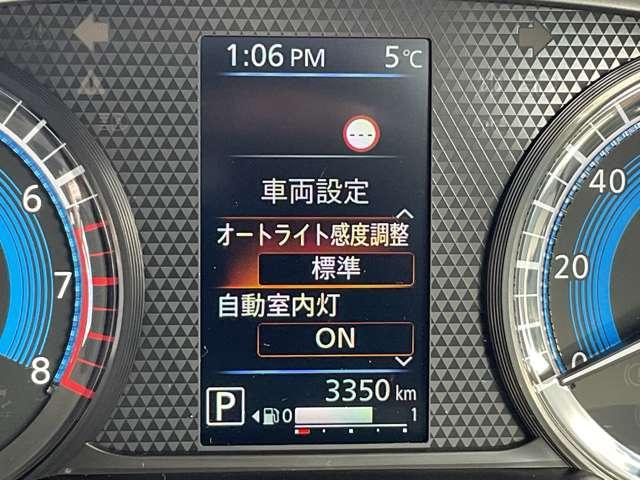 1:06 PM 5℃
---
車両設定
オートライト感度調整
標準
自動室内灯
ON
3350 km
P 0 1
6
7
8
40
20
0